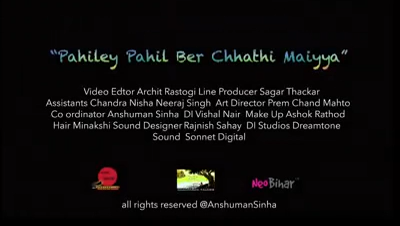 "Pahiley Pahil Ber Chhathi Maiyya"
Video Edtor Archit Rastogi Line Producer Sagar Thackar
Assistants Chandra Nisha Neeraj Singh Art Director Prem Chand Mahto
Co ordinator Anshuman Sinha DI Vishal Nair Make Up Ashok Rathod
Hair Minakshi Sound Designer Rajnish Sahay DI Studios Dreamtone
Sound Sonnet Digital
NeoBihar
all rights reserved @AnshumanSinha